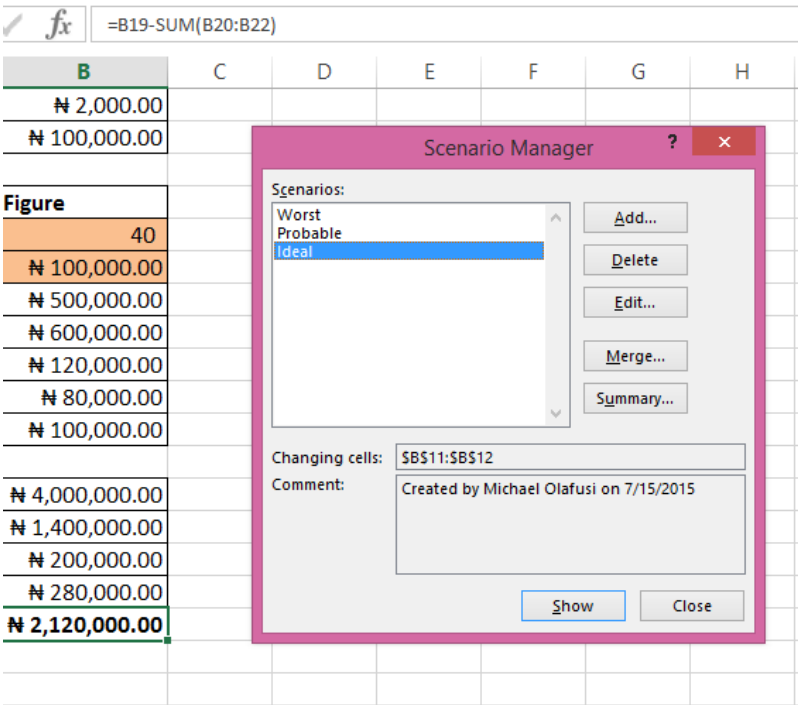 fx =B19-SUM(B20:B22)
B C D E F G H
₦ 2,000.00
₦ 100,000.00
Figure
40
₦ 100,000.00
₦ 500,000.00
₦ 600,000.00
₦ 120,000.00
₦ 80,000.00
₦ 100,000.00
₦ 4,000,000.00
₦ 1,400,000.00
₦ 200,000.00
₦ 280,000.00
₦ 2,120,000.00
Scenario Manager ? ×
Scenarios:
Worst
Probable
Ideal
Add...
Delete
Edit...
Merge...
Summary...
Changing cells: $B$11:$B$12
Comment: Created by Michael Olafusi on 7/15/2015
Show Close